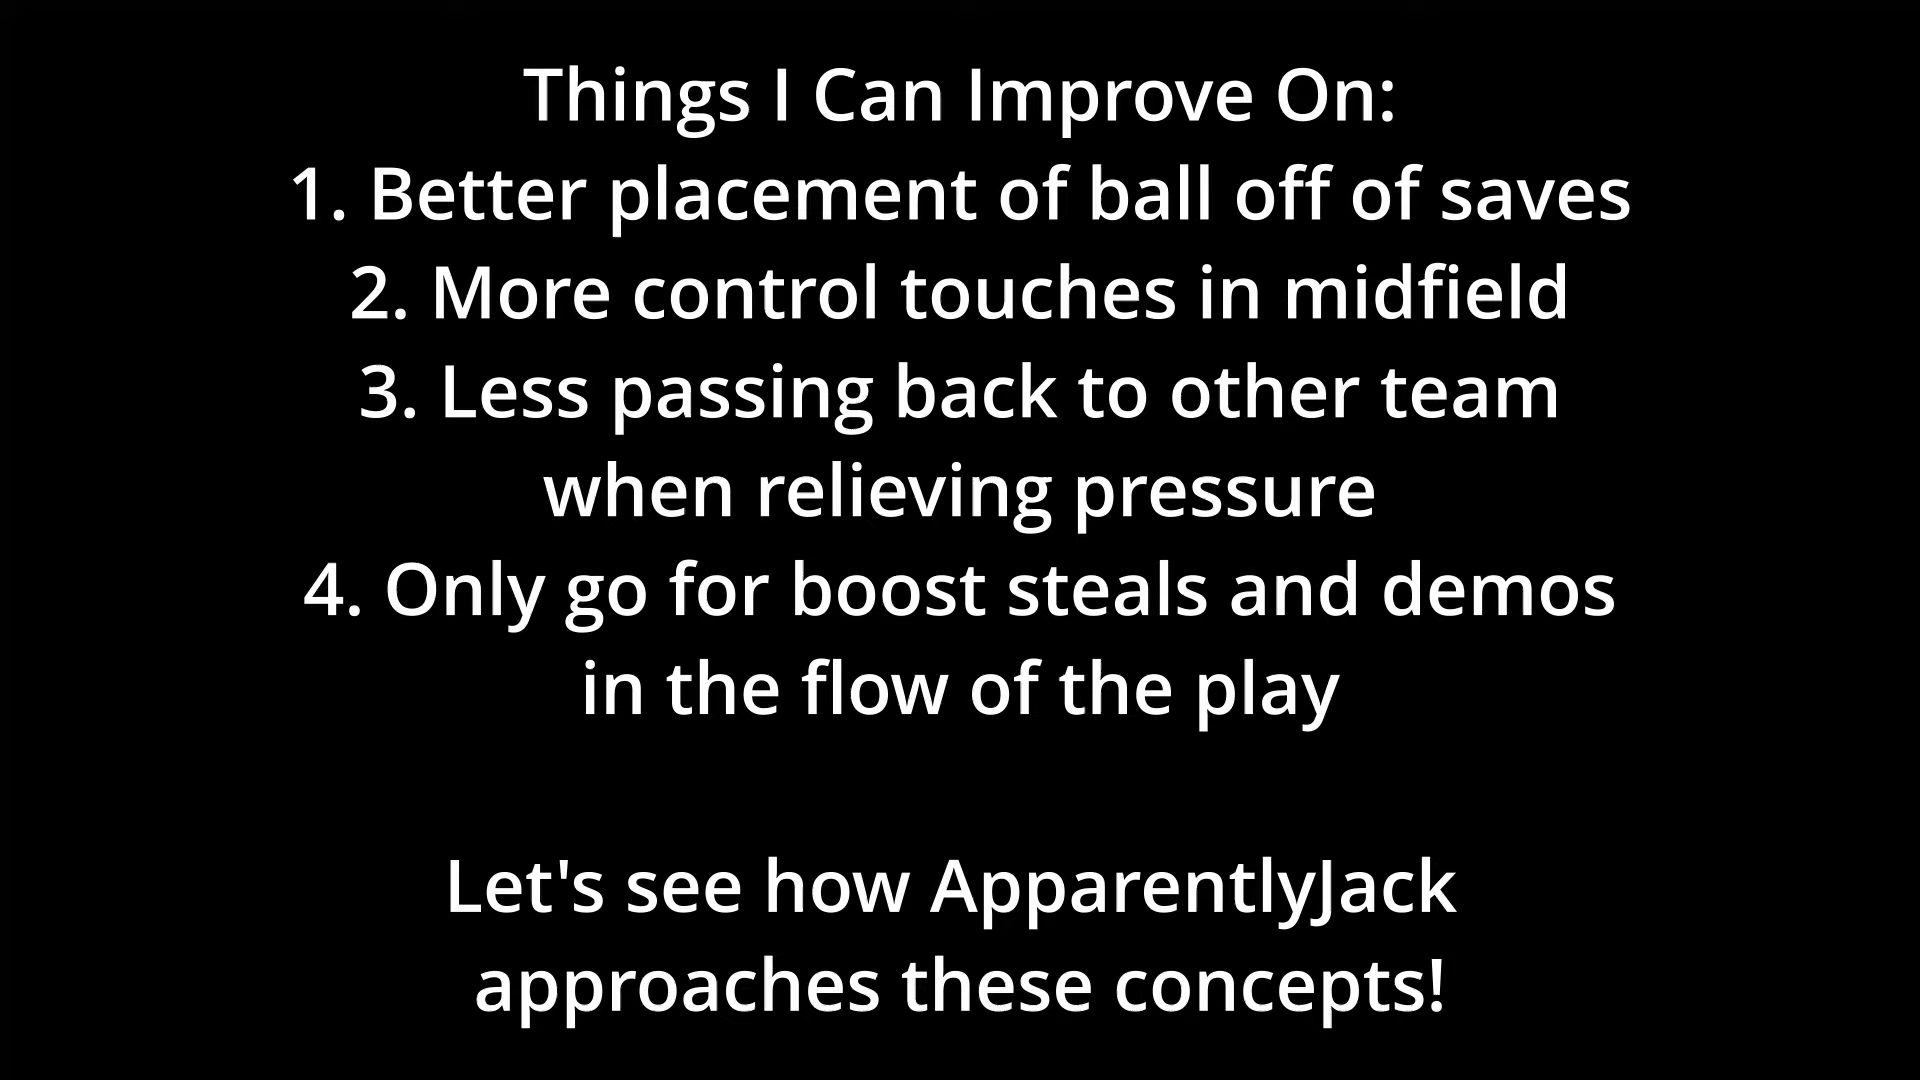 Things I Can Improve On:
1. Better placement of ball off of saves
2. More control touches in midfield
3. Less passing back to other team
when relieving pressure
4. Only go for boost steals and demos
in the flow of the play
Let's see how ApparentlyJack
approaches these concepts!